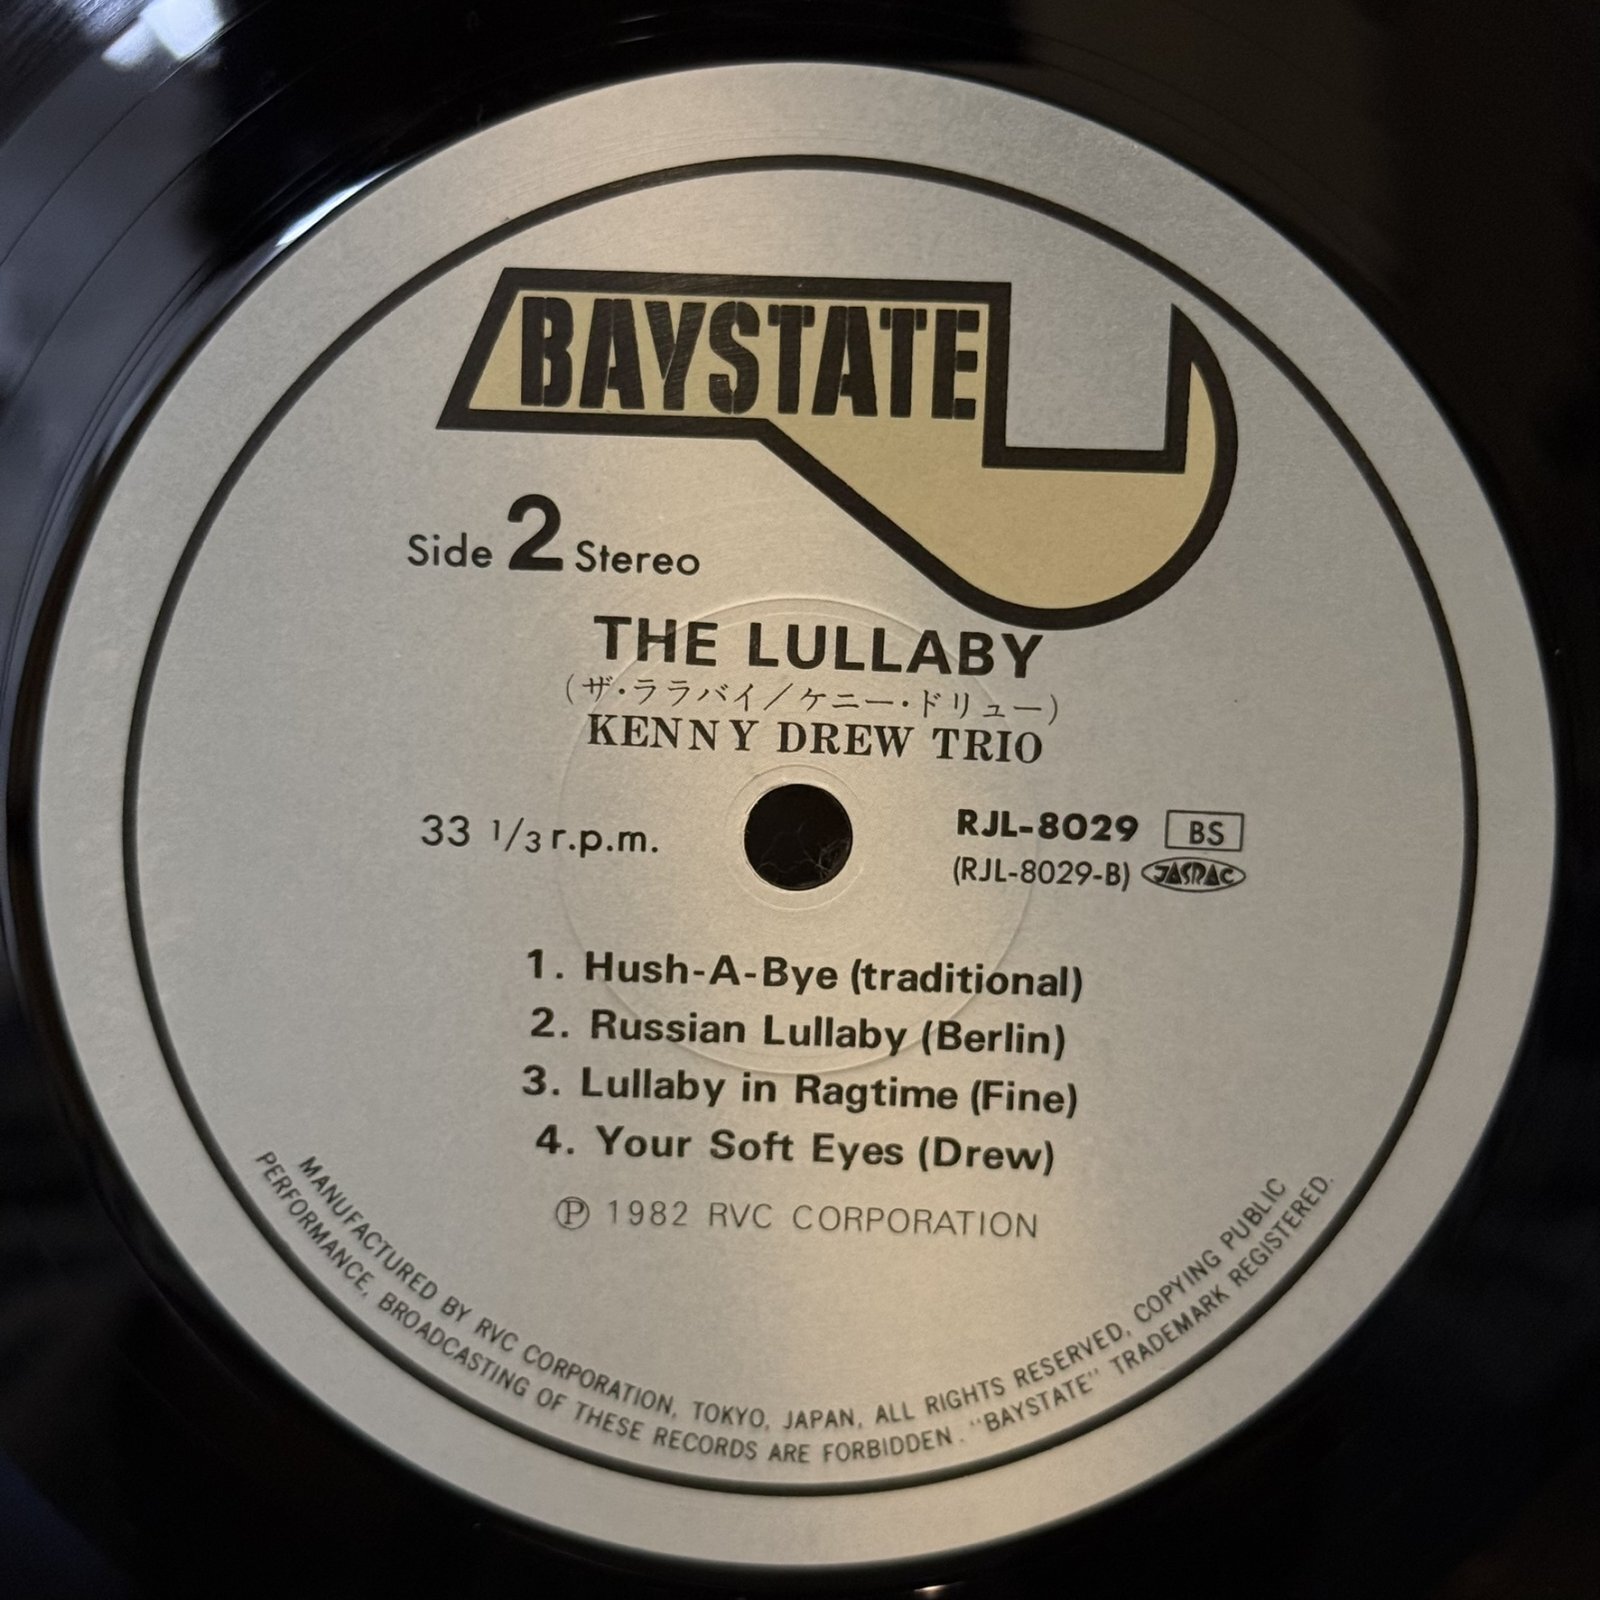 BAYSTATE
Side 2 Stereo
THE LULLABY
(ザ・ララバイ/ケニー・ドリュー)
KENNY DREW TRIO
33 1/3 r.p.m.
RJL-8029 BS
(RJL-8029-B) JASRAC
1. Hush-A-Bye (traditional)
2. Russian Lullaby (Berlin)
3. Lullaby in Ragtime (Fine)
4. Your Soft Eyes (Drew)
℗ 1982 RVC CORPORATION
MANUFACTURED BY RVC CORPORATION, TOKYO, JAPAN, ALL RIGHTS RESERVED, COPYING PUBLIC
PERFORMANCE, BROADCASTING OF THESE RECORDS ARE FORBIDDEN. "BAYSTATE" TRADEMARK REGISTERED.